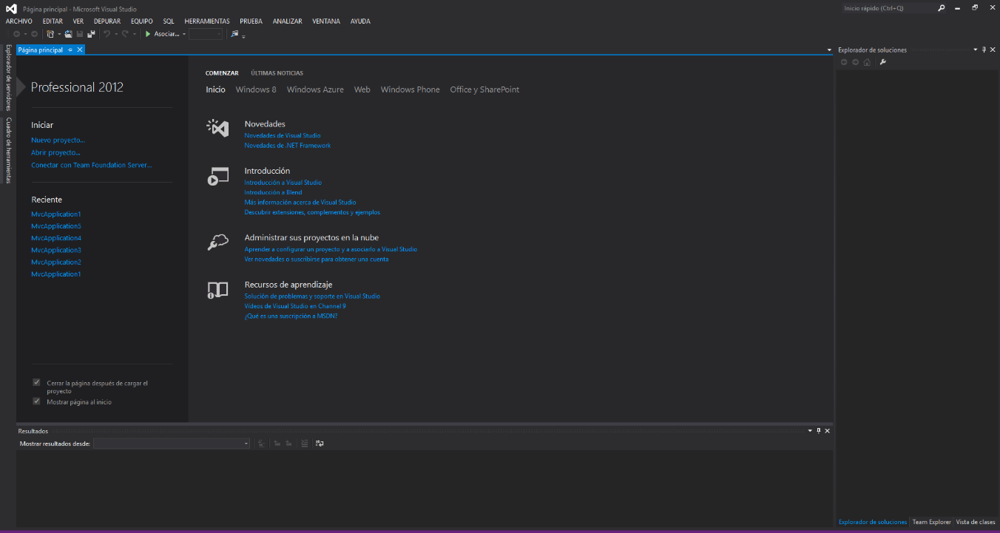 Página principal - Microsoft Visual Studio
Inicio rápido (Ctrl+Q)
ARCHIVO EDITAR VER DEPURAR EQUIPO SQL HERRAMIENTAS PRUEBA ANALIZAR VENTANA AYUDA
Asociar...
Explorador de servidores
Cuadro de herramientas
Página principal
Professional 2012
Iniciar
Nuevo proyecto...
Abrir proyecto...
Conectar con Team Foundation Server...
Reciente
MvcApplication1
MvcApplication5
MvcApplication4
MvcApplication3
MvcApplication2
MvcApplication1
Cerrar la página después de cargar el
proyecto
Mostrar página al inicio
COMENZAR ÚLTIMAS NOTICIAS
Inicio Windows 8 Windows Azure Web Windows Phone Office y SharePoint
Novedades
Novedades de Visual Studio
Novedades de .NET Framework
Introducción
Introducción a Visual Studio
Introducción a Blend
Más información acerca de Visual Studio
Descubrir extensiones, complementos y ejemplos
Administrar sus proyectos en la nube
Aprender a configurar un proyecto y a asociarlo a Visual Studio
Ver novedades o suscribirse para obtener una cuenta
Recursos de aprendizaje
Solución de problemas y soporte en Visual Studio
Vídeos de Visual Studio en Channel 9
¿Qué es una suscripción a MSDN?
Resultados
Mostrar resultados desde:
Explorador de soluciones
Explorador de soluciones Team Explorer Vista de clases